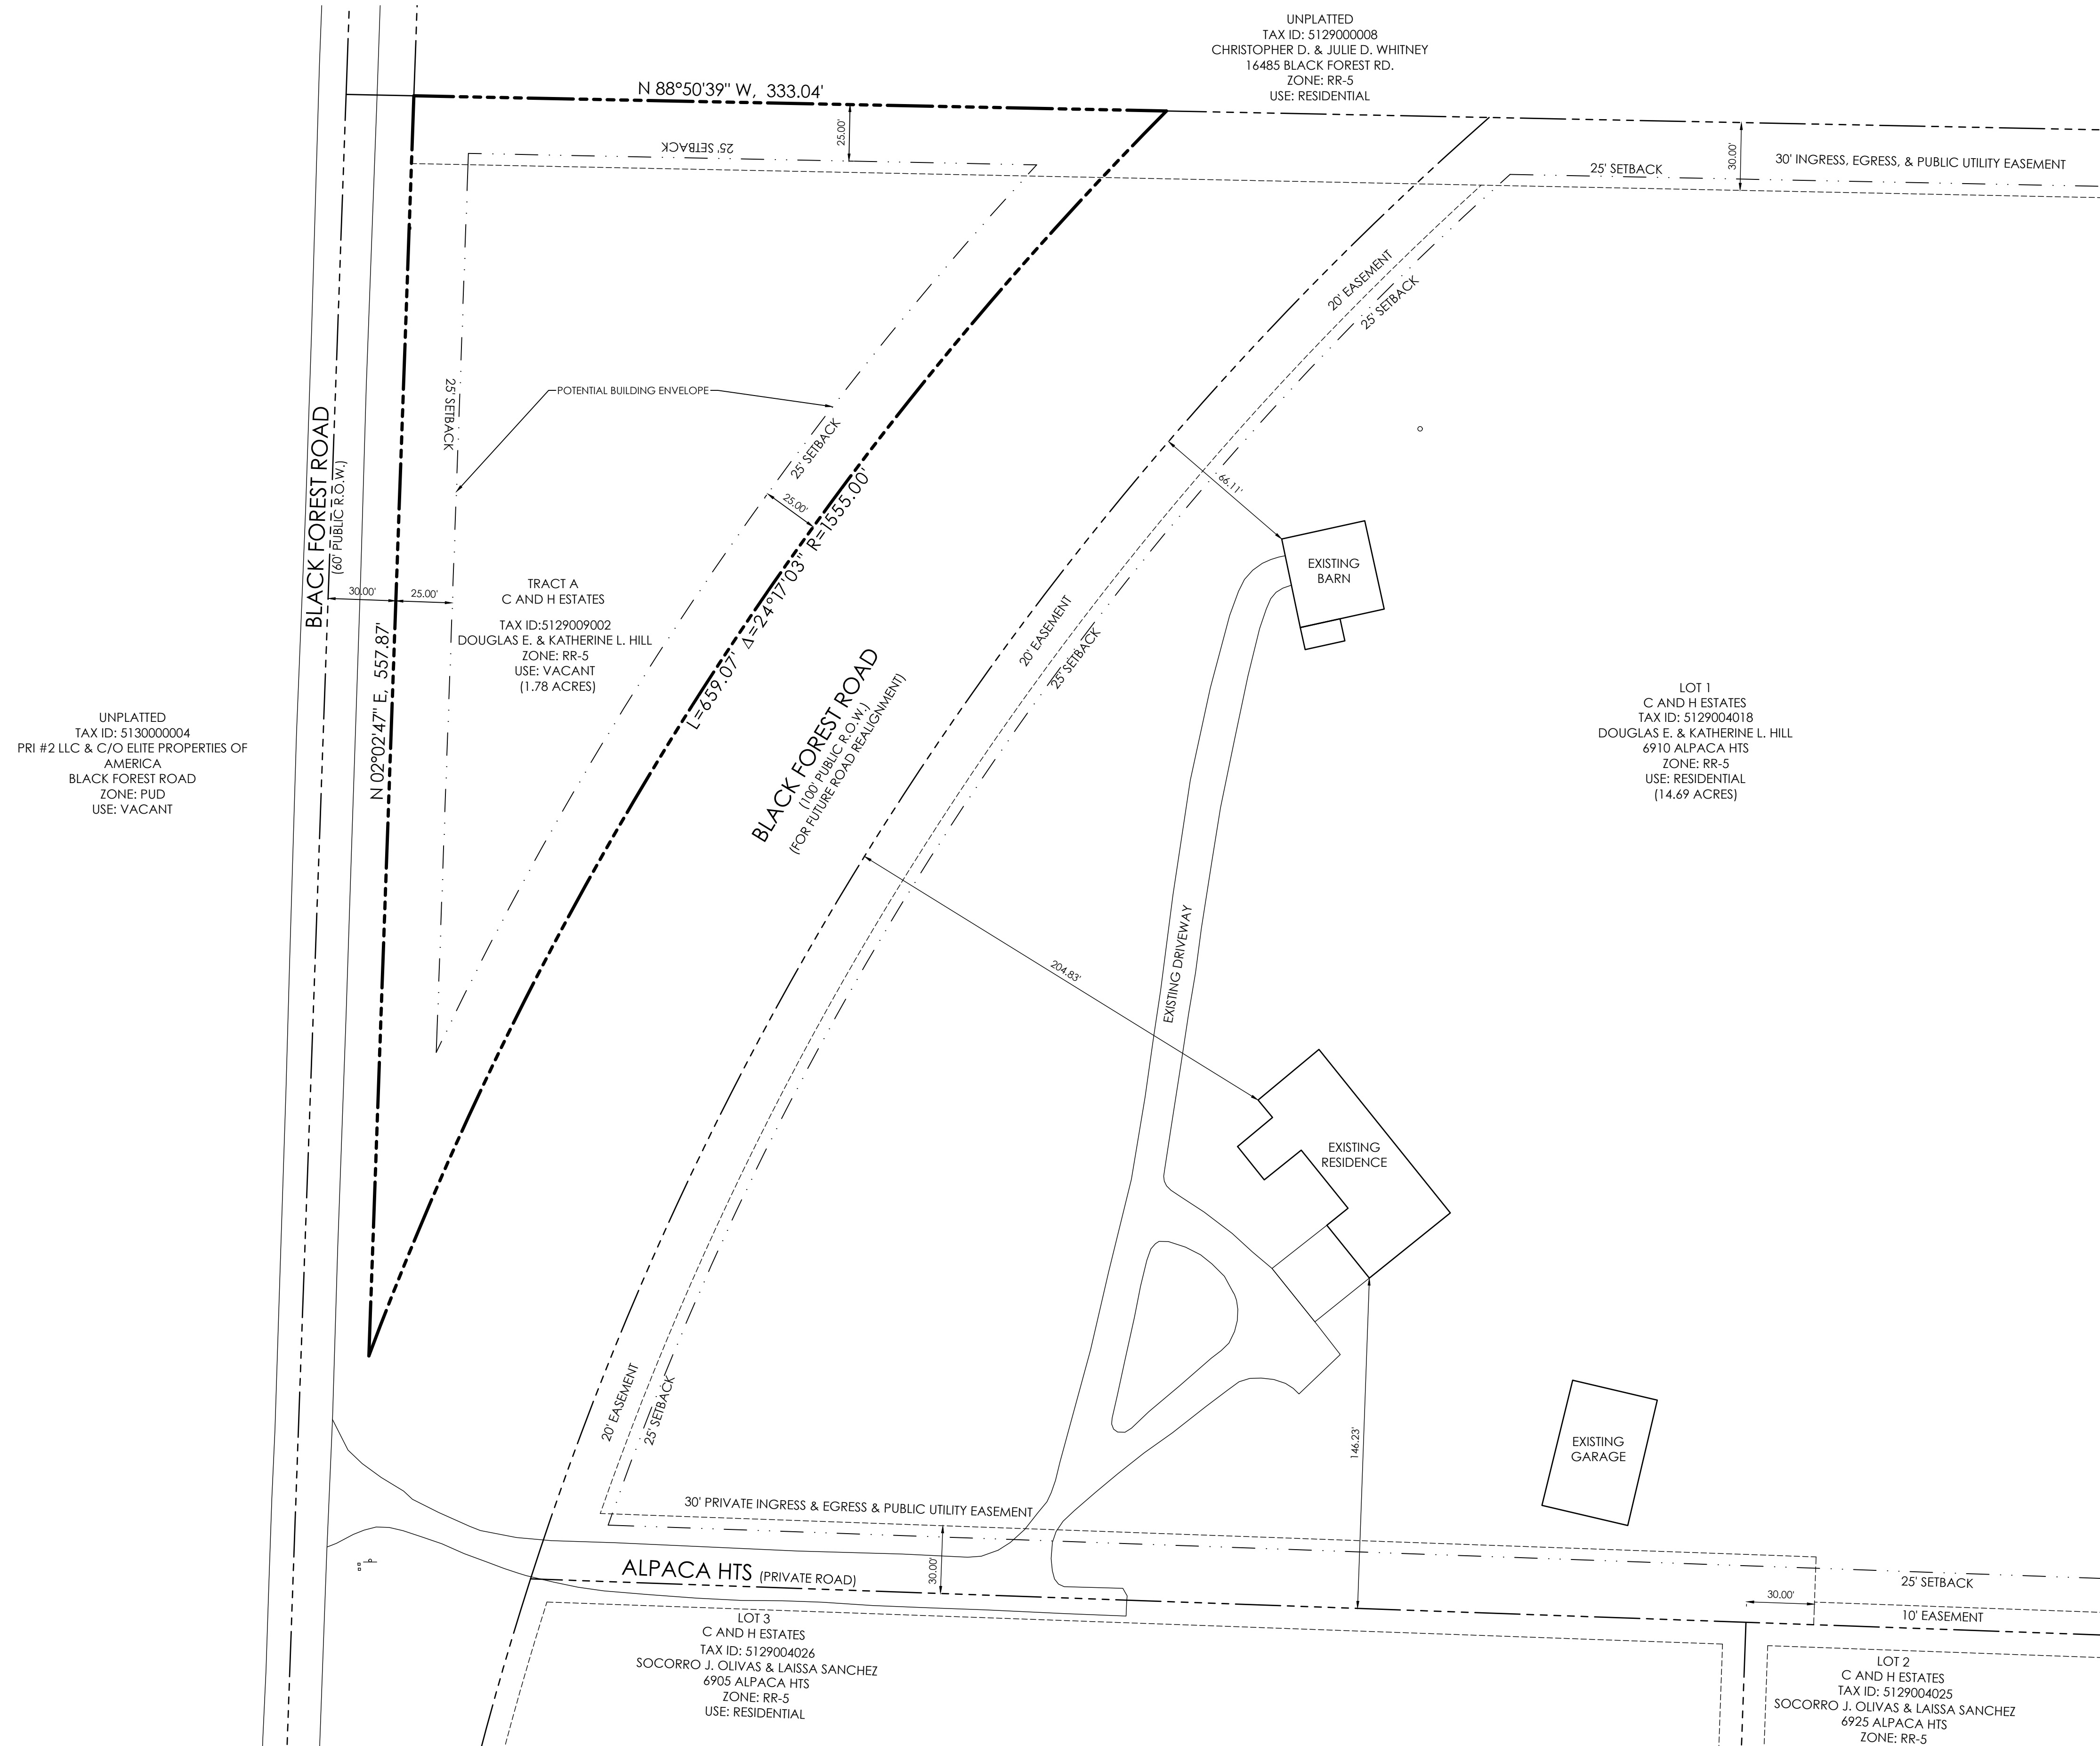 UNPLATTED
TAX ID: 5129000008
CHRISTOPHER D. & JULIE D. WHITNEY
16485 BLACK FOREST RD.
ZONE: RR-5
USE: RESIDENTIAL
N 88°50'39" W,  333.04'
25.00'
25' SETBACK
30.00'
25' SETBACK
30' INGRESS, EGRESS, & PUBLIC UTILITY EASEMENT
20' EASEMENT
25' SETBACK
25' SETBACK
POTENTIAL BUILDING ENVELOPE
25' SETBACK
25.00'
BLACK FOREST ROAD
(60' PUBLIC R.O.W.)
30.00'
25.00'
N 02°02'47" E,  557.87'
TRACT A
C AND H ESTATES
TAX ID:5129009002
DOUGLAS E. & KATHERINE L. HILL
ZONE: RR-5
USE: VACANT
(1.78 ACRES)
L=659.07'  Δ=24°17'03"  R=1555.00'
66.11'
EXISTING
BARN
20' EASEMENT
25' SETBACK
BLACK FOREST ROAD
(100' PUBLIC R.O.W.)
(FOR FUTURE ROAD REALIGNMENT)
UNPLATTED
TAX ID: 5130000004
PRI #2 LLC & C/O ELITE PROPERTIES OF
AMERICA
BLACK FOREST ROAD
ZONE: PUD
USE: VACANT
LOT 1
C AND H ESTATES
TAX ID: 5129004018
DOUGLAS E. & KATHERINE L. HILL
6910 ALPACA HTS
ZONE: RR-5
USE: RESIDENTIAL
(14.69 ACRES)
204.83'
EXISTING DRIVEWAY
EXISTING
RESIDENCE
20' EASEMENT
25' SETBACK
146.23'
EXISTING
GARAGE
30' PRIVATE INGRESS & EGRESS & PUBLIC UTILITY EASEMENT
30.00'
ALPACA HTS (PRIVATE ROAD)
25' SETBACK
30.00'
10' EASEMENT
LOT 3
C AND H ESTATES
TAX ID: 5129004026
SOCORRO J. OLIVAS & LAISSA SANCHEZ
6905 ALPACA HTS
ZONE: RR-5
USE: RESIDENTIAL
LOT 2
C AND H ESTATES
TAX ID: 5129004025
SOCORRO J. OLIVAS & LAISSA SANCHEZ
6925 ALPACA HTS
ZONE: RR-5